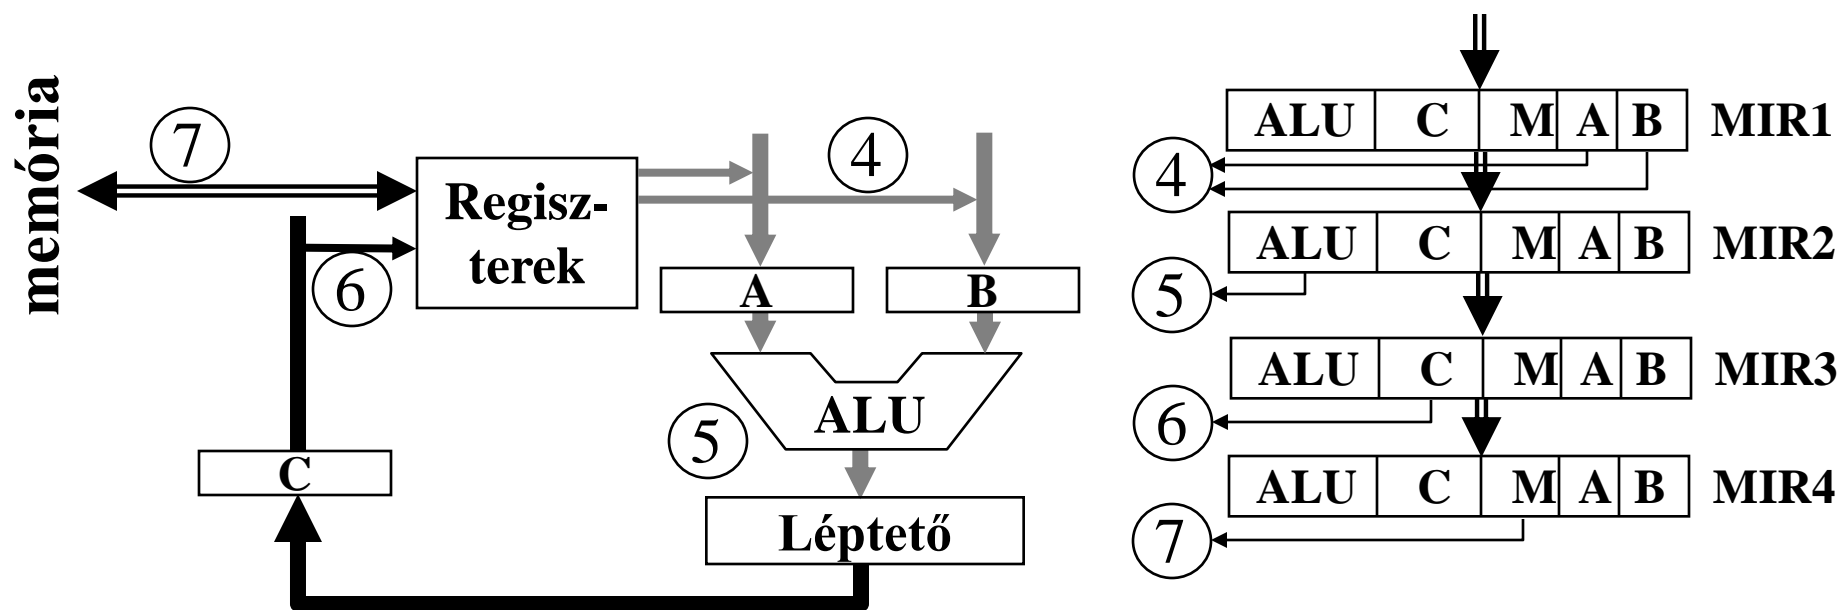 memória
7
4
Regisz-
terek
6
A
B
5
ALU
C
Léptető
ALU C M A B MIR1
4
ALU C M A B MIR2
5
ALU C M A B MIR3
6
ALU C M A B MIR4
7